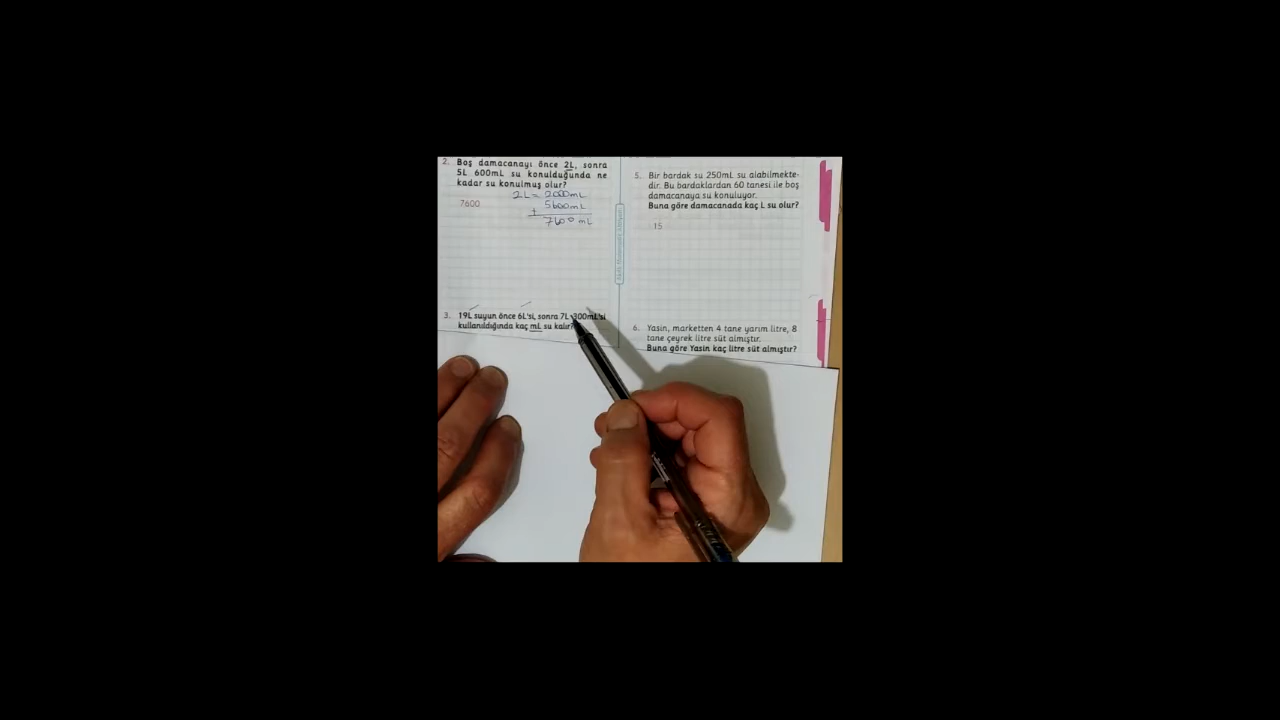 2. Boş damacanayı önce 2L, sonra
5L 600mL su konulduğunda ne
kadar su konulmuş olur?
2L = 2000mL
7600
5600mL
+
7600 mL
3. 19L suyun önce 6L'si, sonra 7L 300mL'si
kullanıldığında kaç mL su kalır?
5. Bir bardak su 250mL su alabilmekte-
dir. Bu bardaklardan 60 tanesi ile boş
damacanaya su konuluyor.
Buna göre damacanada kaç L su olur?
15
6. Yasin, marketten 4 tane yarım litre, 8
tane çeyrek litre süt almıştır.
Buna göre Yasin kaç litre süt almıştır?